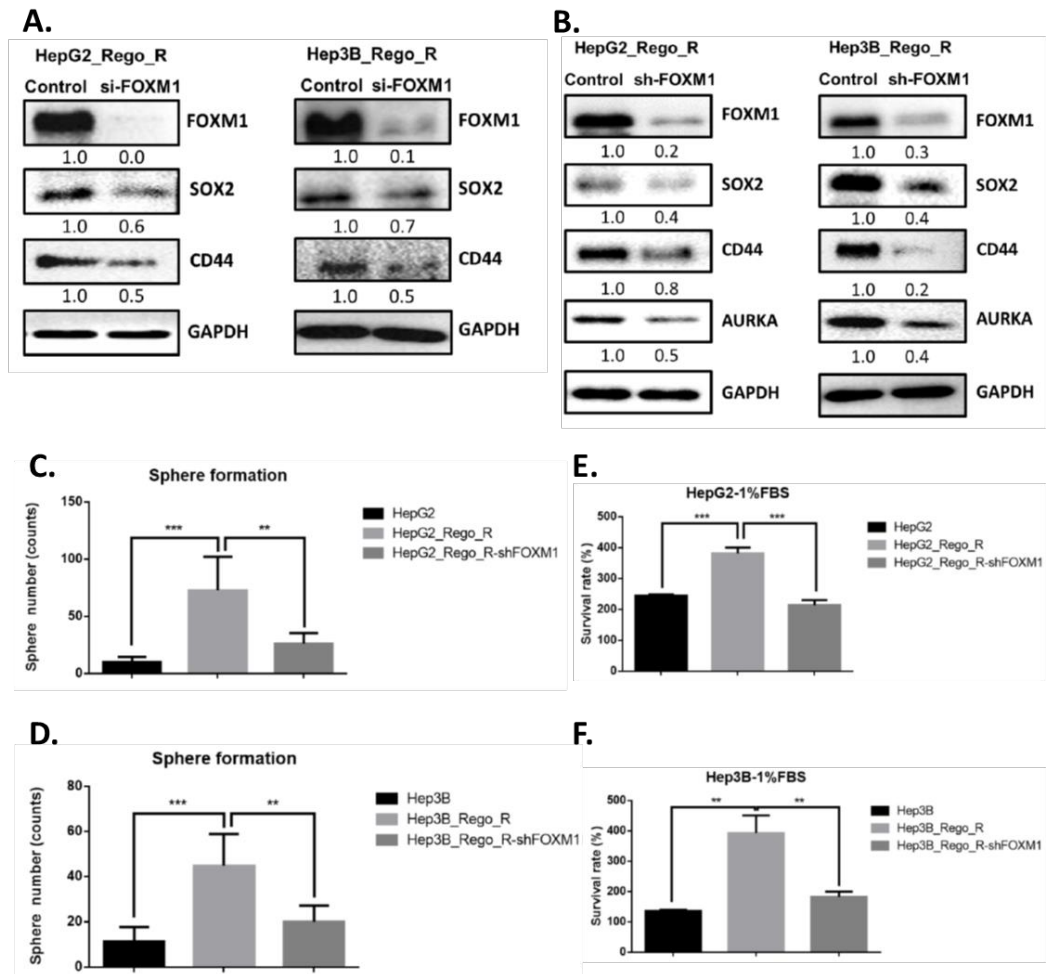 A.
HepG2_Rego_R
Control si-FOXM1
FOXM1
1.0 0.0
SOX2
1.0 0.6
CD44
1.0 0.5
GAPDH
Hep3B_Rego_R
Control si-FOXM1
FOXM1
1.0 0.1
SOX2
1.0 0.7
CD44
1.0 0.5
GAPDH
B.
HepG2_Rego_R
Control sh-FOXM1
FOXM1
1.0 0.2
SOX2
1.0 0.4
CD44
1.0 0.8
AURKA
1.0 0.5
GAPDH
Hep3B_Rego_R
Control sh-FOXM1
FOXM1
1.0 0.3
SOX2
1.0 0.4
CD44
1.0 0.2
AURKA
1.0 0.4
GAPDH
C.
Sphere formation
Sphere number (counts)
150
100
50
0
*** **
HepG2
HepG2_Rego_R
HepG2_Rego_R-shFOXM1
E.
HepG2-1%FBS
Survival rate (%)
500
400
300
200
100
0
*** ***
HepG2
HepG2_Rego_R
HepG2_Rego_R-shFOXM1
D.
Sphere formation
Sphere number (counts)
80
60
40
20
0
*** **
Hep3B
Hep3B_Rego_R
Hep3B_Rego_R-shFOXM1
F.
Hep3B-1%FBS
Survival rate (%)
500
400
300
200
100
0
** **
Hep3B
Hep3B_Rego_R
Hep3B_Rego_R-shFOXM1